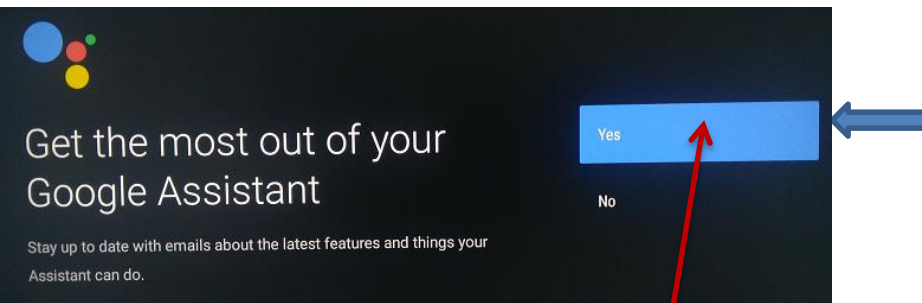 Get the most out of your
Google Assistant
Stay up to date with emails about the latest features and things your
Assistant can do.
Yes
No